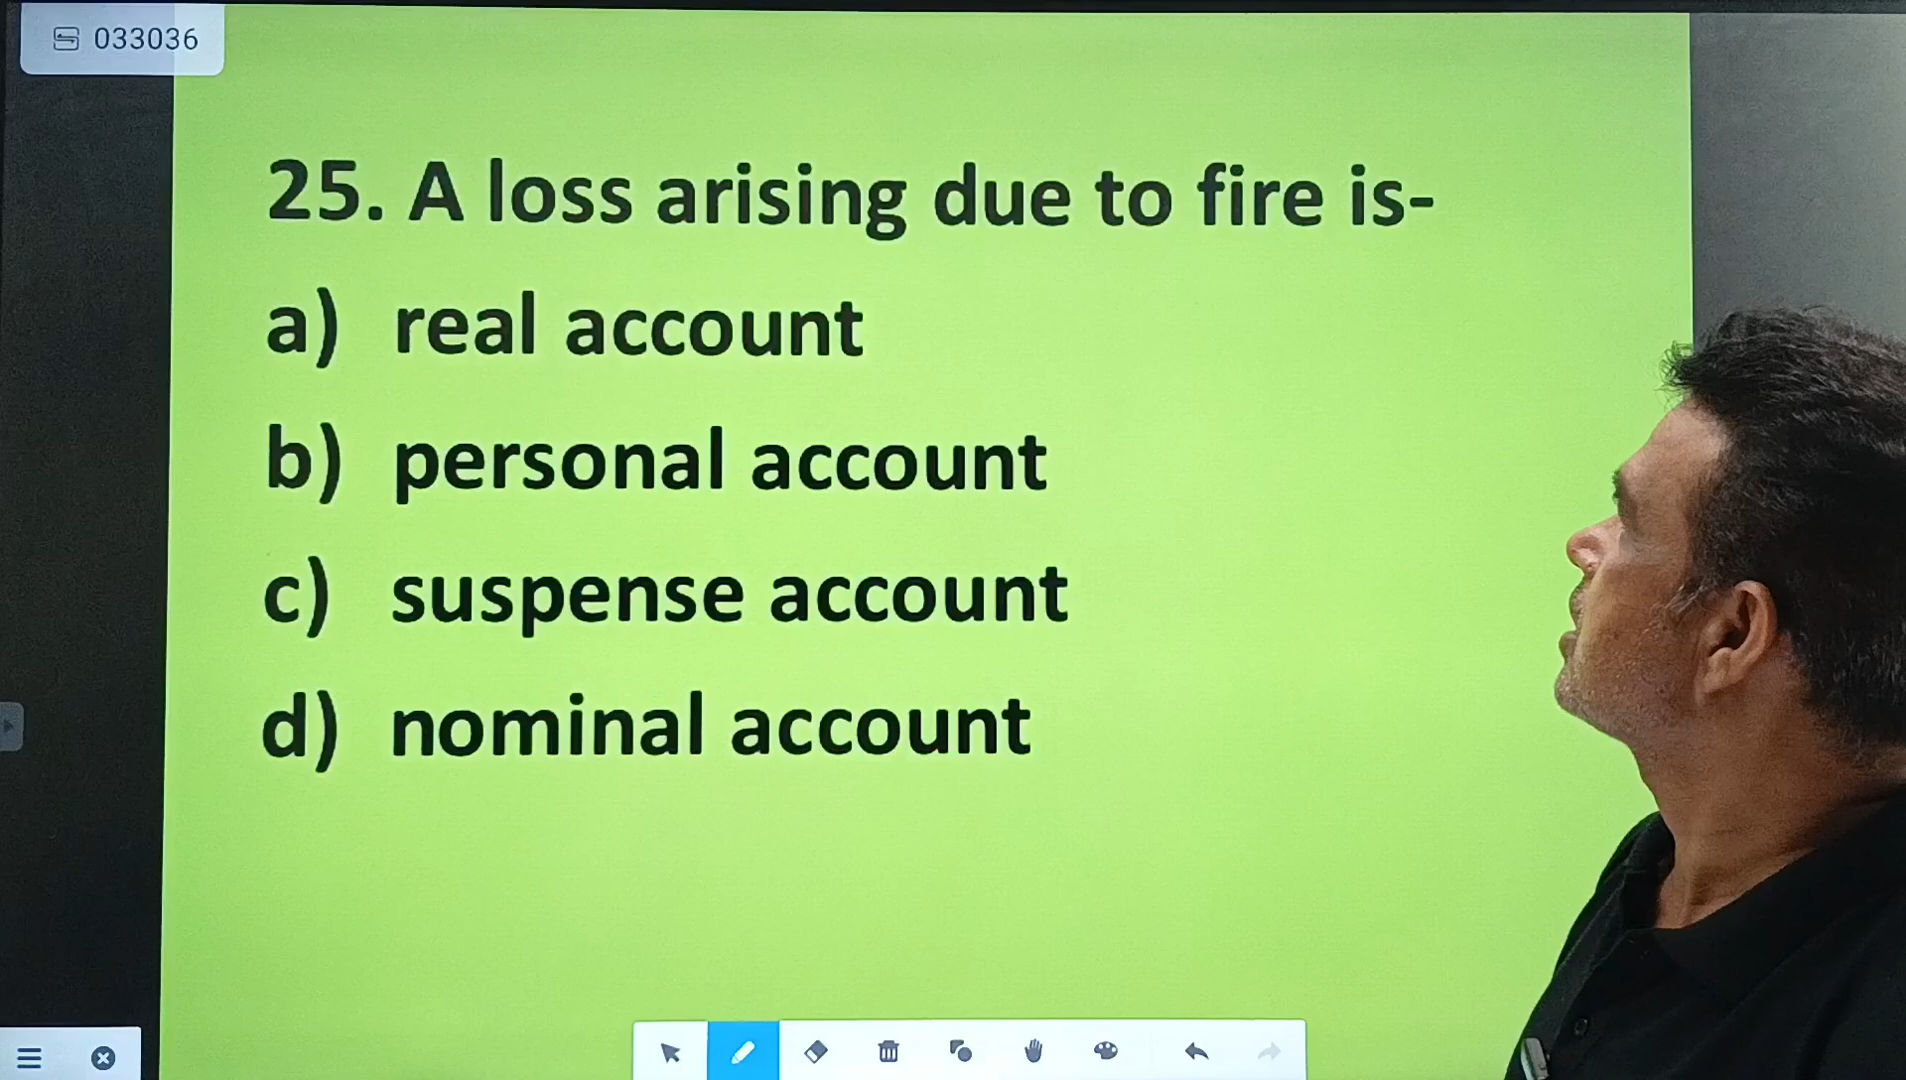 033036
25. A loss arising due to fire is-
a) real account
b) personal account
c) suspense account
d) nominal account